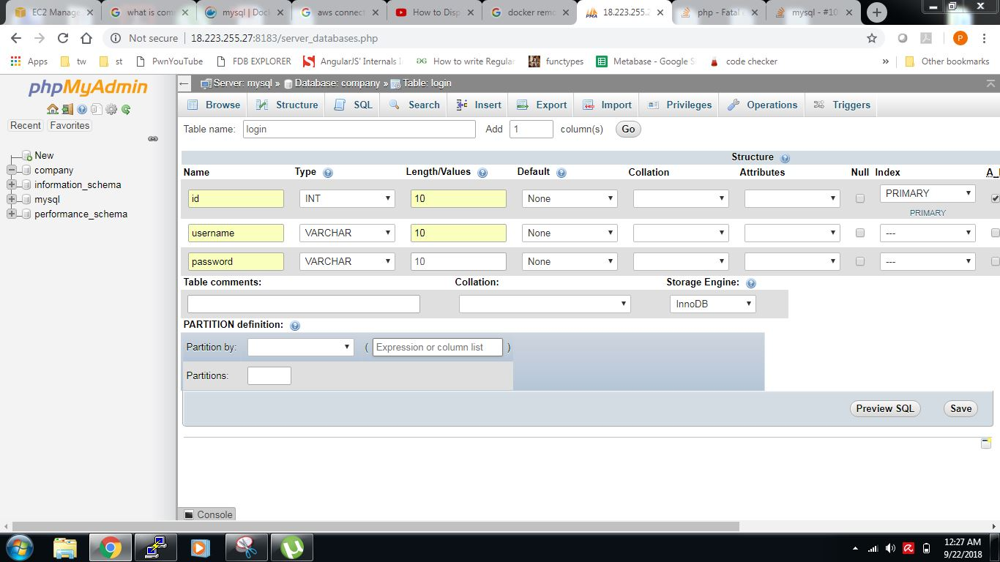 EC2 Manage
what is com
mysql | Doc
aws connect
How to Disp
docker remo
PMA
18.223.255.2
php - Fatal e
mysql - #10
Not secure | 18.223.255.27:8183/server_databases.php
P
Apps tw st PwnYouTube FDB EXPLORER AngularJS' Internals I How to write Regular functypes Metabase - Google S code checker » Other bookmarks
phpMyAdmin
Recent Favorites
New
company
information_schema
mysql
performance_schema
Server: mysql » Database: company » Table: login
Browse Structure SQL Search Insert Export Import Privileges Operations Triggers
Table name: login Add 1 column(s) Go
Structure
Name Type Length/Values Default Collation Attributes Null Index A_I
id INT 10 None PRIMARY
PRIMARY
username VARCHAR 10 None ---
password VARCHAR 10 None ---
Table comments: Collation: Storage Engine:
InnoDB
PARTITION definition:
Partition by: ( Expression or column list )
Partitions:
Preview SQL Save
Console
12:27 AM
9/22/2018